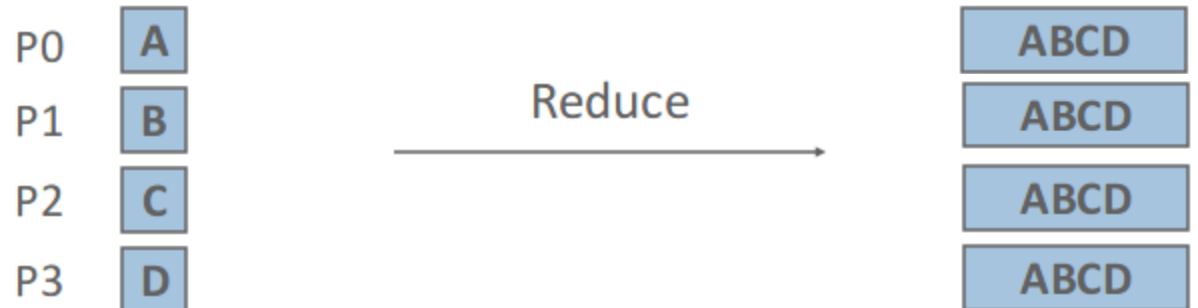 P0 A ABCD
Reduce
P1 B ABCD
P2 C ABCD
P3 D ABCD